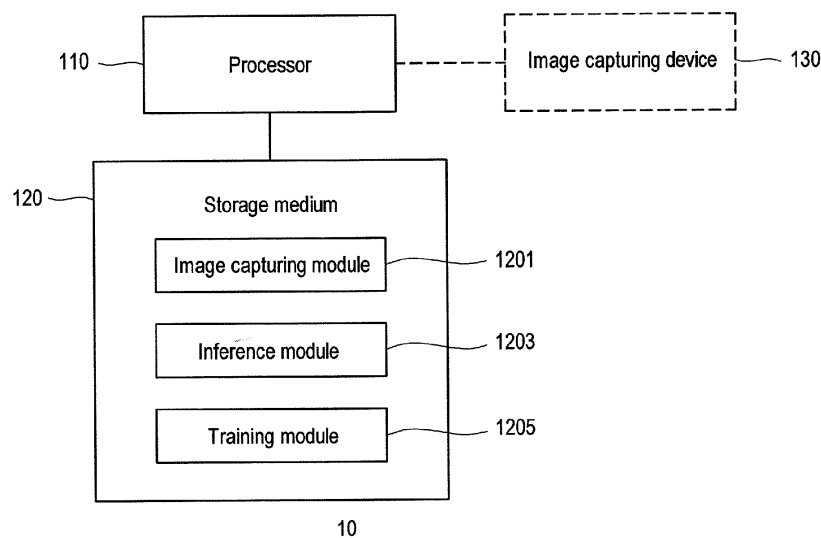 110
Processor
Image capturing device
130
120
Storage medium
Image capturing module
1201
Inference module
1203
Training module
1205
10